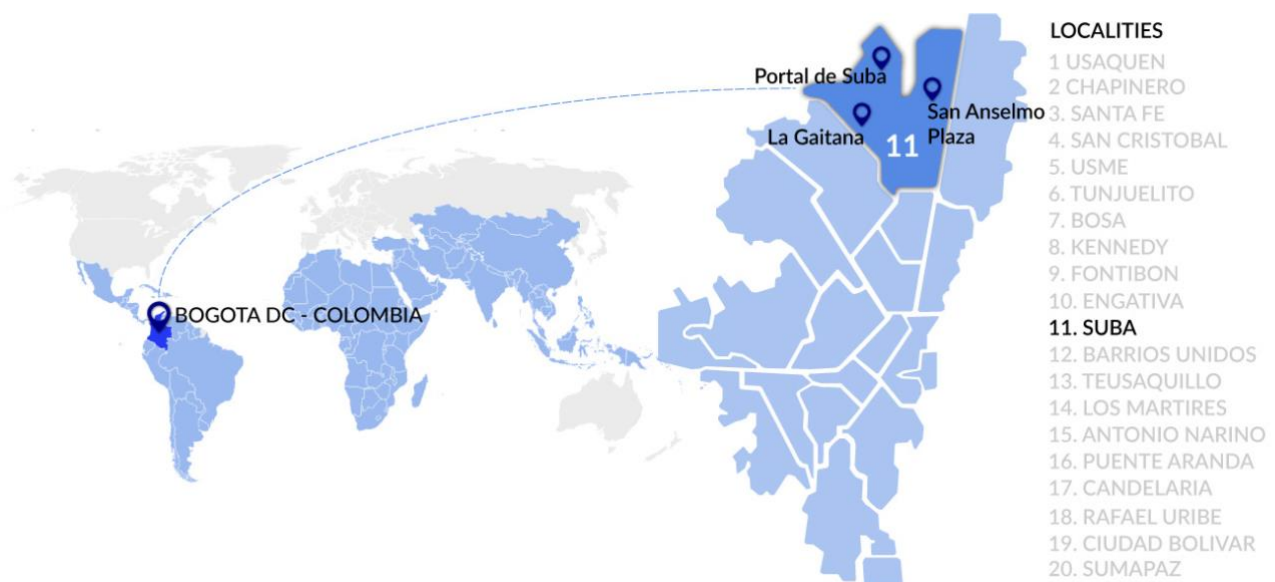 Portal de Suba
La Gaitana
San Anselmo
Plaza
11
BOGOTA DC - COLOMBIA
LOCALITIES
1 USAQUEN
2 CHAPINERO
3. SANTA FE
4. SAN CRISTOBAL
5. USME
6. TUNJUELITO
7. BOSA
8. KENNEDY
9. FONTIBON
10. ENGATIVA
11. SUBA
12. BARRIOS UNIDOS
13. TEUSAQUILLO
14. LOS MARTIRES
15. ANTONIO NARINO
16. PUENTE ARANDA
17. CANDELARIA
18. RAFAEL URIBE
19. CIUDAD BOLIVAR
20. SUMAPAZ